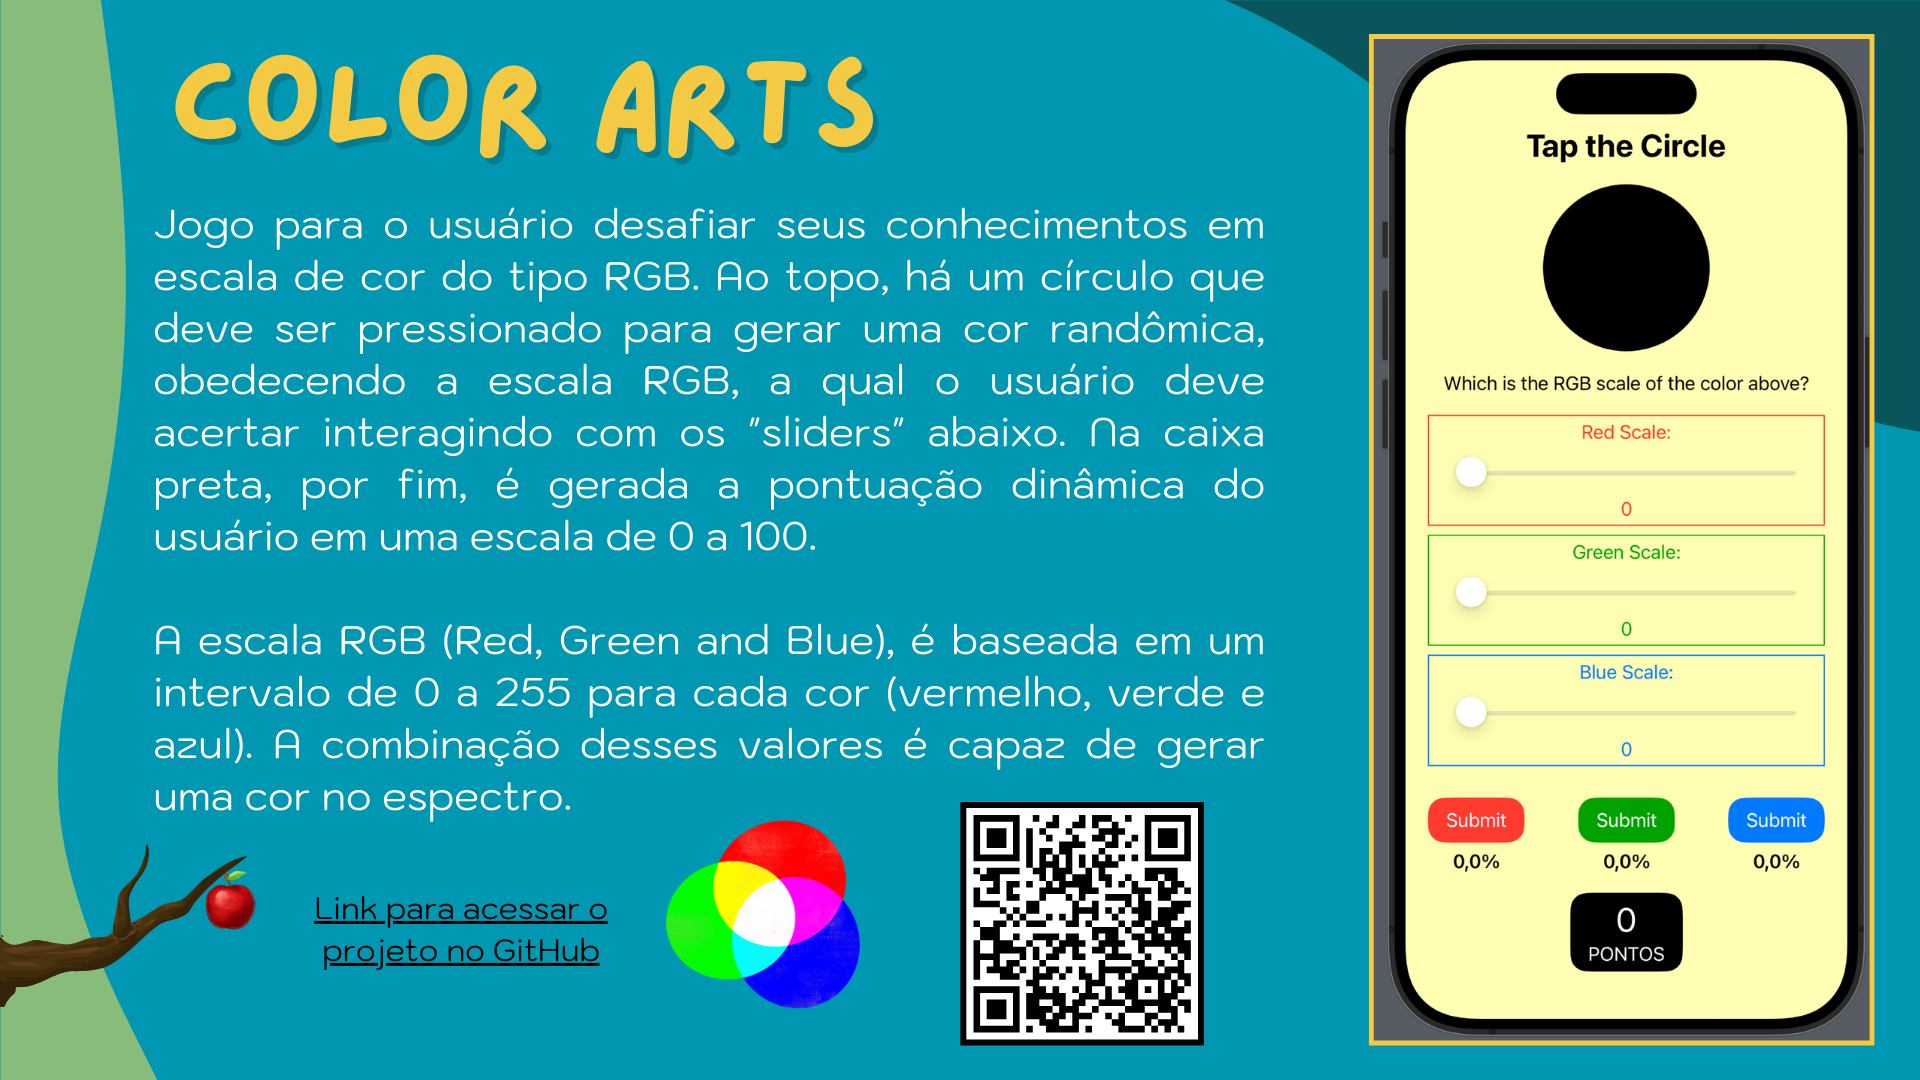 COLOR ARTS
Jogo para o usuário desafiar seus conhecimentos em
escala de cor do tipo RGB. Ao topo, há um círculo que
deve ser pressionado para gerar uma cor randômica,
obedecendo a escala RGB, a qual o usuário deve
acertar interagindo com os "sliders" abaixo. Na caixa
preta, por fim, é gerada a pontuação dinâmica do
usuário em uma escala de 0 a 100.
A escala RGB (Red, Green and Blue), é baseada em um
intervalo de 0 a 255 para cada cor (vermelho, verde e
azul). A combinação desses valores é capaz de gerar
uma cor no espectro.
Link para acessar o
projeto no GitHub
Tap the Circle
Which is the RGB scale of the color above?
Red Scale:
0
Green Scale:
0
Blue Scale:
0
Submit Submit Submit
0,0% 0,0% 0,0%
0
PONTOS